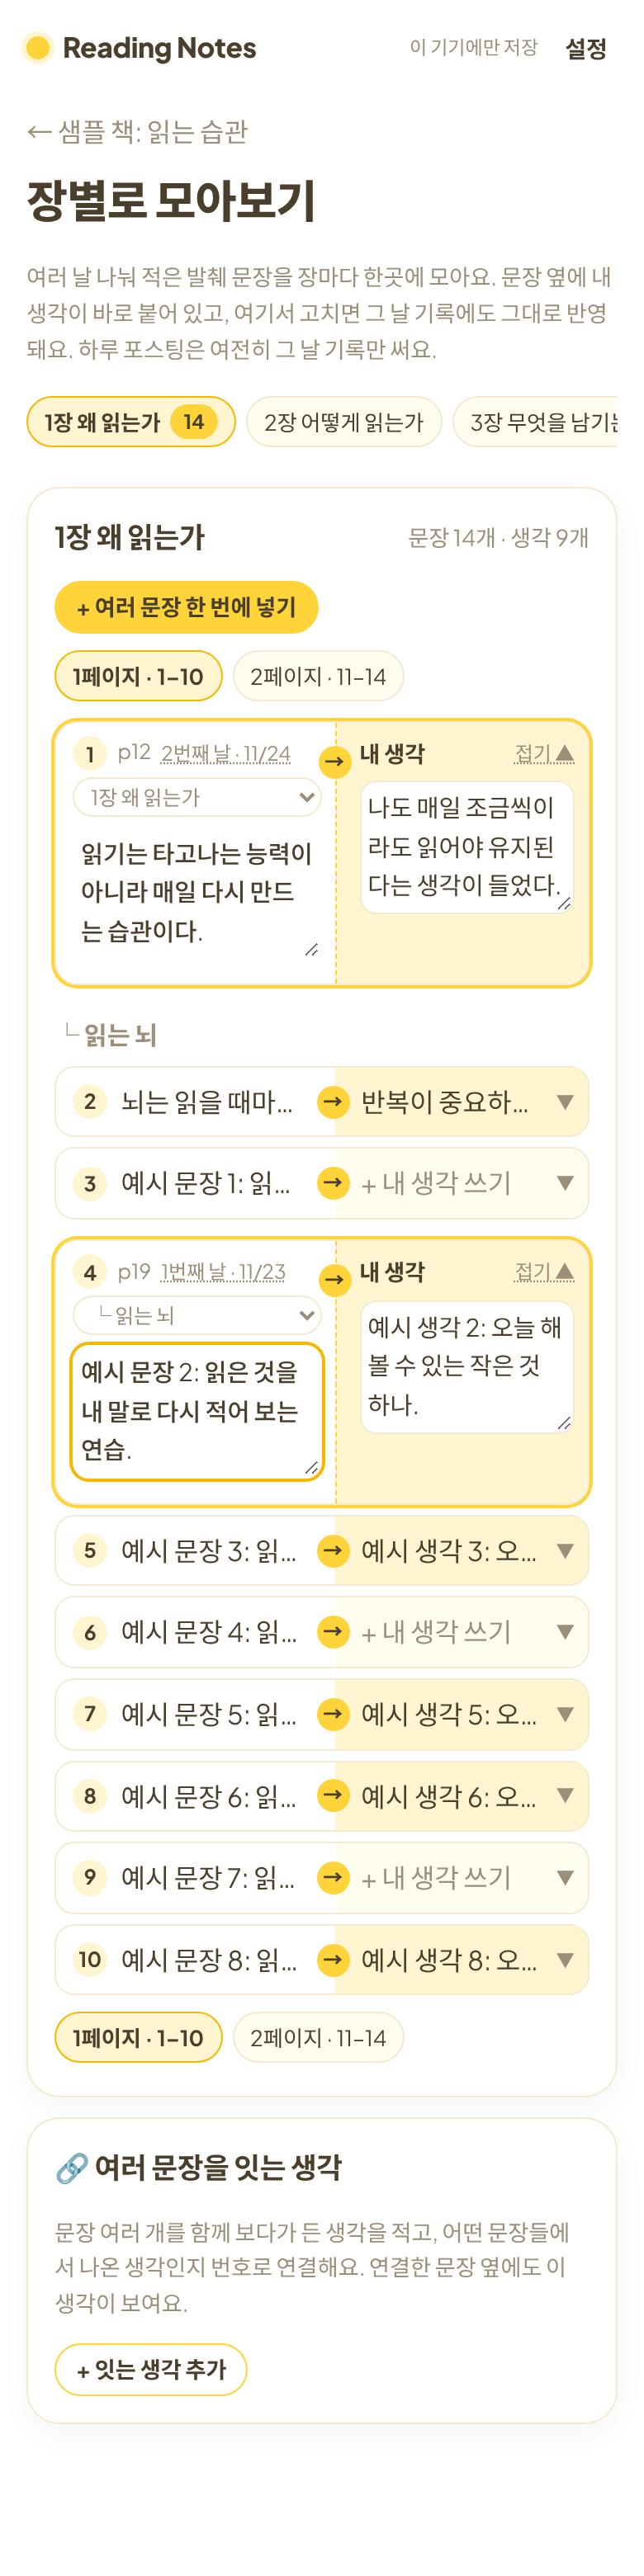 Reading Notes 이 기기에만 저장 설정
← 샘플 책: 읽는 습관
장별로 모아보기
여러 날 나눠 적은 발췌 문장을 장마다 한곳에 모아요. 문장 옆에 내
생각이 바로 붙어 있고, 여기서 고치면 그 날 기록에도 그대로 반영
돼요. 하루 포스팅은 여전히 그 날 기록만 써요.
1장 왜 읽는가 14 2장 어떻게 읽는가 3장 무엇을 남기는
1장 왜 읽는가 문장 14개 · 생각 9개
+ 여러 문장 한 번에 넣기
1페이지 · 1–10 2페이지 · 11–14
1 p12 2번째 날 · 11/24 → 내 생각 접기 ▲
1장 왜 읽는가
읽기는 타고나는 능력이
아니라 매일 다시 만드
는 습관이다.
나도 매일 조금씩이
라도 읽어야 유지된
다는 생각이 들었다.
└ 읽는 뇌
2 뇌는 읽을 때마... → 반복이 중요하... ▼
3 예시 문장 1: 읽... → + 내 생각 쓰기 ▼
4 p19 1번째 날 · 11/23 → 내 생각 접기 ▲
└ 읽는 뇌
예시 문장 2: 읽은 것을
내 말로 다시 적어 보는
연습.
예시 생각 2: 오늘 해
볼 수 있는 작은 것
하나.
5 예시 문장 3: 읽... → 예시 생각 3: 오... ▼
6 예시 문장 4: 읽... → + 내 생각 쓰기 ▼
7 예시 문장 5: 읽... → 예시 생각 5: 오... ▼
8 예시 문장 6: 읽... → 예시 생각 6: 오... ▼
9 예시 문장 7: 읽... → + 내 생각 쓰기 ▼
10 예시 문장 8: 읽... → 예시 생각 8: 오... ▼
1페이지 · 1–10 2페이지 · 11–14
🔗 여러 문장을 잇는 생각
문장 여러 개를 함께 보다가 든 생각을 적고, 어떤 문장들에
서 나온 생각인지 번호로 연결해요. 연결한 문장 옆에도 이
생각이 보여요.
+ 잇는 생각 추가